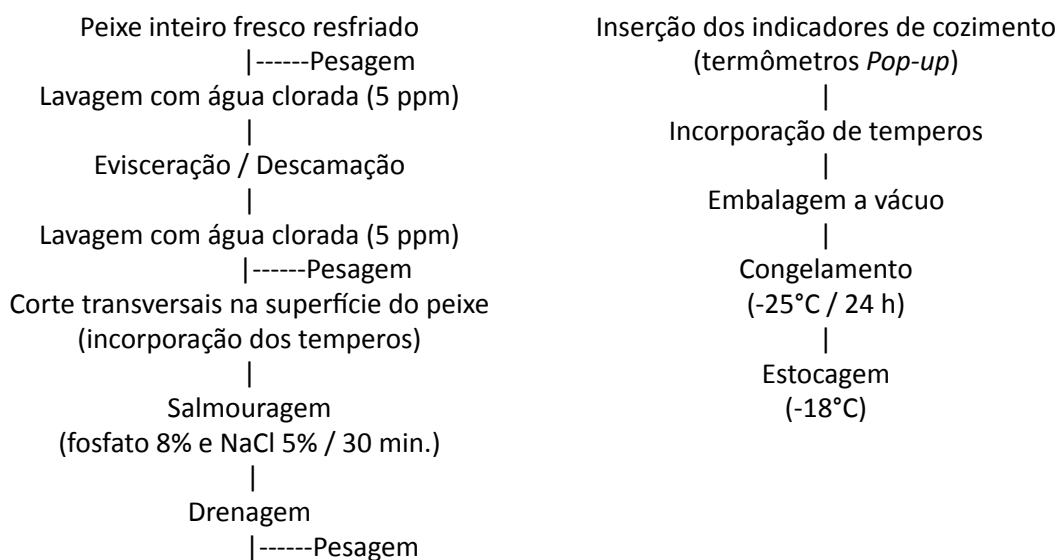 Peixe inteiro fresco resfriado
|------Pesagem
Lavagem com água clorada (5 ppm)
|
Evisceração / Descamação
|
Lavagem com água clorada (5 ppm)
|------Pesagem
Corte transversais na superfície do peixe
(incorporação dos temperos)
|
Salmouragem
(fosfato 8% e NaCl 5% / 30 min.)
|
Drenagem
|------Pesagem
Inserção dos indicadores de cozimento
(termômetros Pop-up)
|
Incorporação de temperos
|
Embalagem a vácuo
|
Congelamento
(-25°C / 24 h)
|
Estocagem
(-18°C)